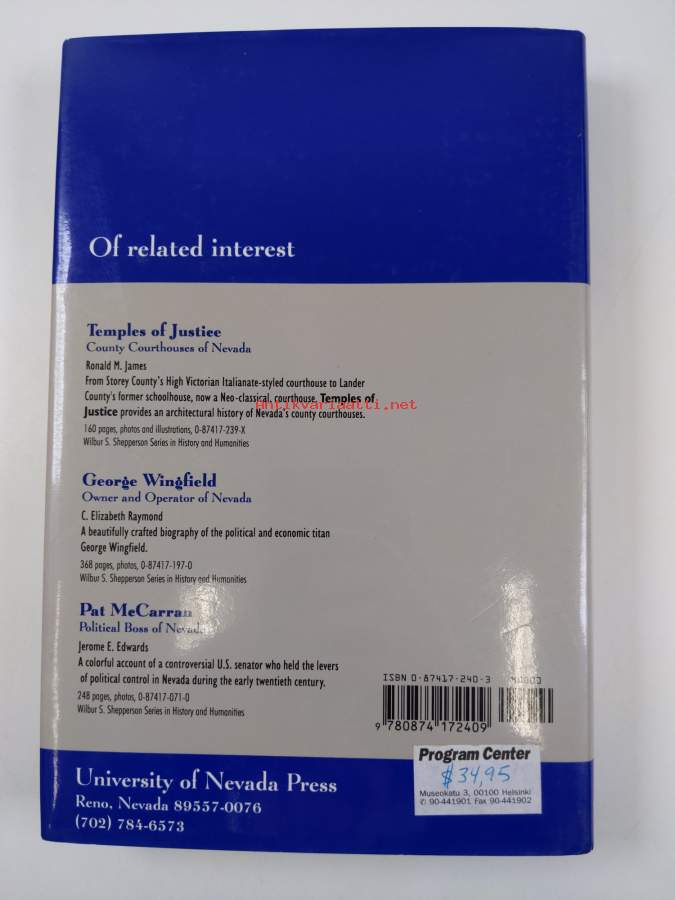 Of related interest
Temples of Justice
County Courthouses of Nevada
Ronald M. James
From Storey County's High Victorian Italianate-styled courthouse to Lander
County's former schoolhouse, now a Neo-classical, courthouse, Temples of
Antikvariaatti.net
Justice provides an architectural history of Nevada's county courthouses.
160 pages, photos and illustrations, 0-87417-239-X
Wilbur S. Shepperson Series in History and Humanities
George Wingfield
Owner and Operator of Nevada
C. Elizabeth Raymond
A beautifully crafted biography of the political and economic titan
George Wingfield.
368 pages, photos, 0-87417-197-0
Wilbur S. Shepperson Series in History and Humanities
Pat McCarran
Political Boss of Nevada
Jerome E. Edwards
A colorful account of a controversial U.S. senator who held the levers
of political control in Nevada during the early twentieth century.
248 pages, photos, 0-87417-071-0
Wilbur S. Shepperson Series in History and Humanities
ISBN 0-87417-240-3
9 780874 172409
University of Nevada Press
Reno, Nevada 89557-0076
(702) 784-6573
Program Center
$34,95
Museokatu 3, 00100 Helsinki
✆ 90-441901 Fax 90-441902